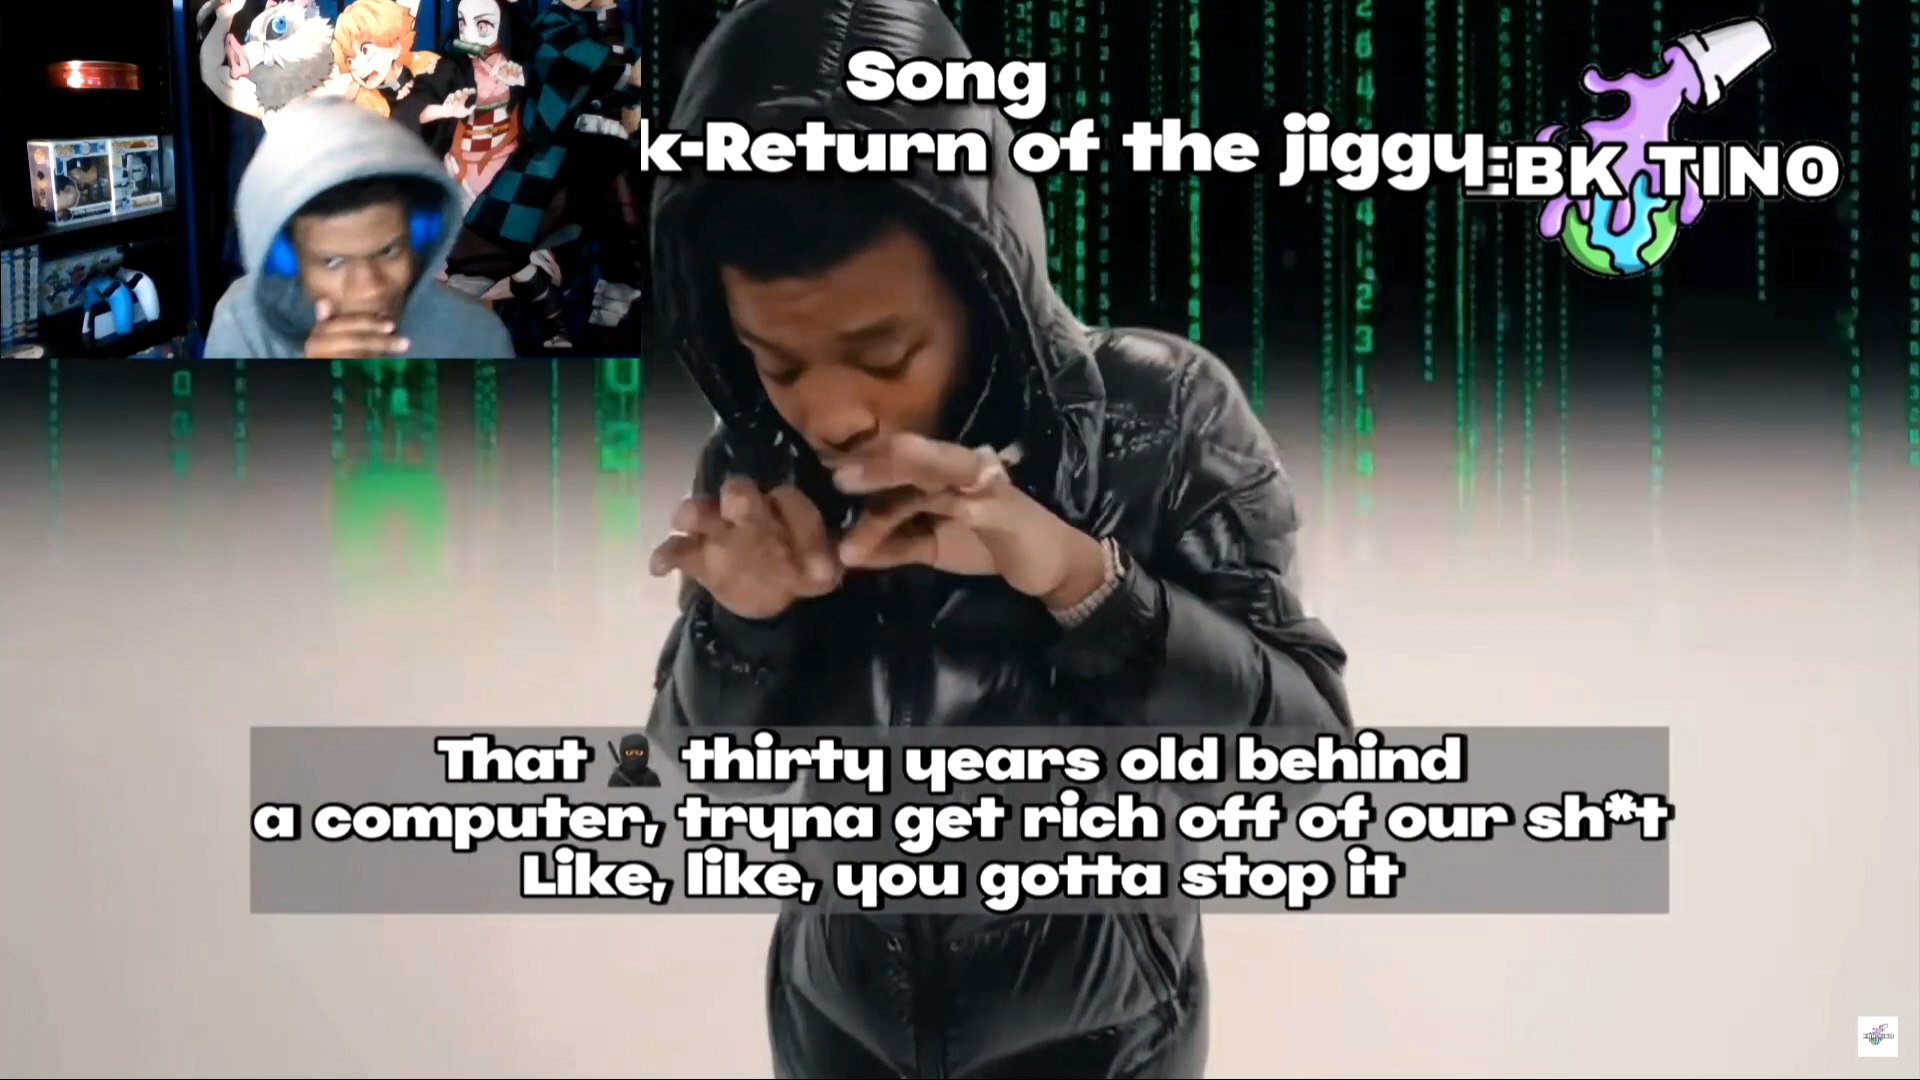 Song
k-Return of the jiggy
EBK TINO
That 🥷 thirty years old behind
a computer, tryna get rich off of our sh*t
Like, like, you gotta stop it